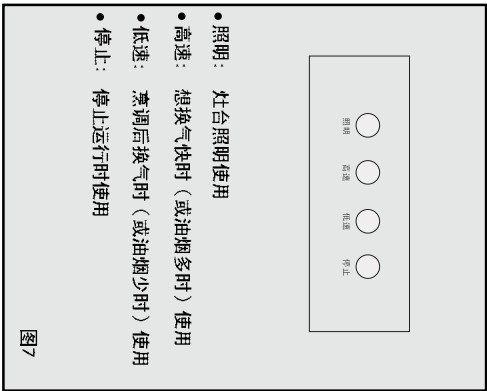 照明
高速
低速
停止
● 照明： 灶台照明使用
● 高速： 想换气快时（或油烟多时）使用
● 低速： 烹调后换气时（或油烟少时）使用
● 停止： 停止运行时使用
图7